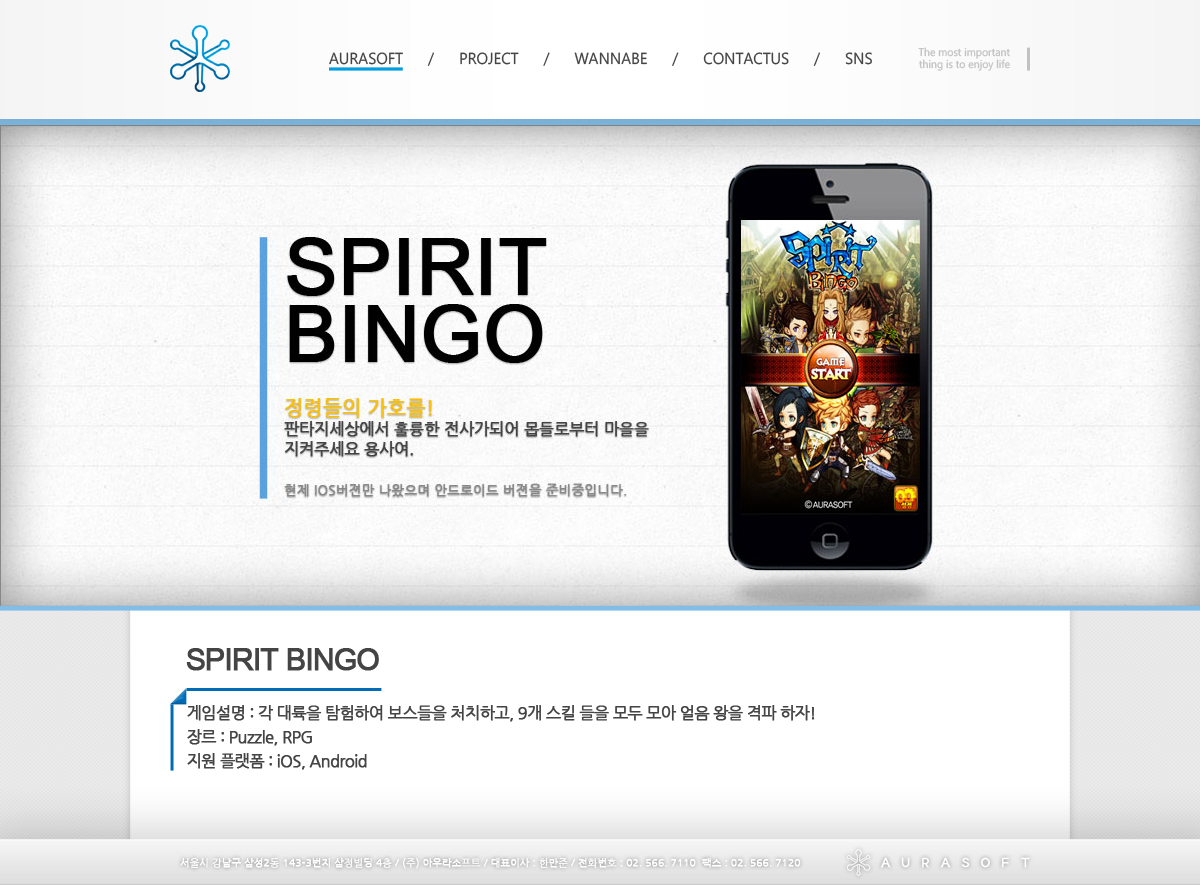 AURASOFT / PROJECT / WANNABE / CONTACTUS / SNS
The most important
thing is to enjoy life
SPIRIT
BINGO
정령들의 가호를!
판타지세상에서 훌륭한 전사가되어 몹들로부터 마을을
지켜주세요 용사여.
현제 IOS버젼만 나왔으며 안드로이드 버젼을 준비중입니다.
SPIRIT
BINGO
GAME
START
©AURASOFT
SPIRIT BINGO
게임설명 : 각 대륙을 탐험하여 보스들을 처치하고, 9개 스킬 들을 모두 모아 얼음 왕을 격파 하자!
장르 : Puzzle, RPG
지원 플랫폼 : iOS, Android
서울시 강남구 삼성2동 143-3번지 삼정빌딩 4층 / (주) 아우라소프트 / 대표이사 : 한만준 / 전화번호 : 02. 566. 7110 팩스 : 02. 566. 7120
AURASOFT